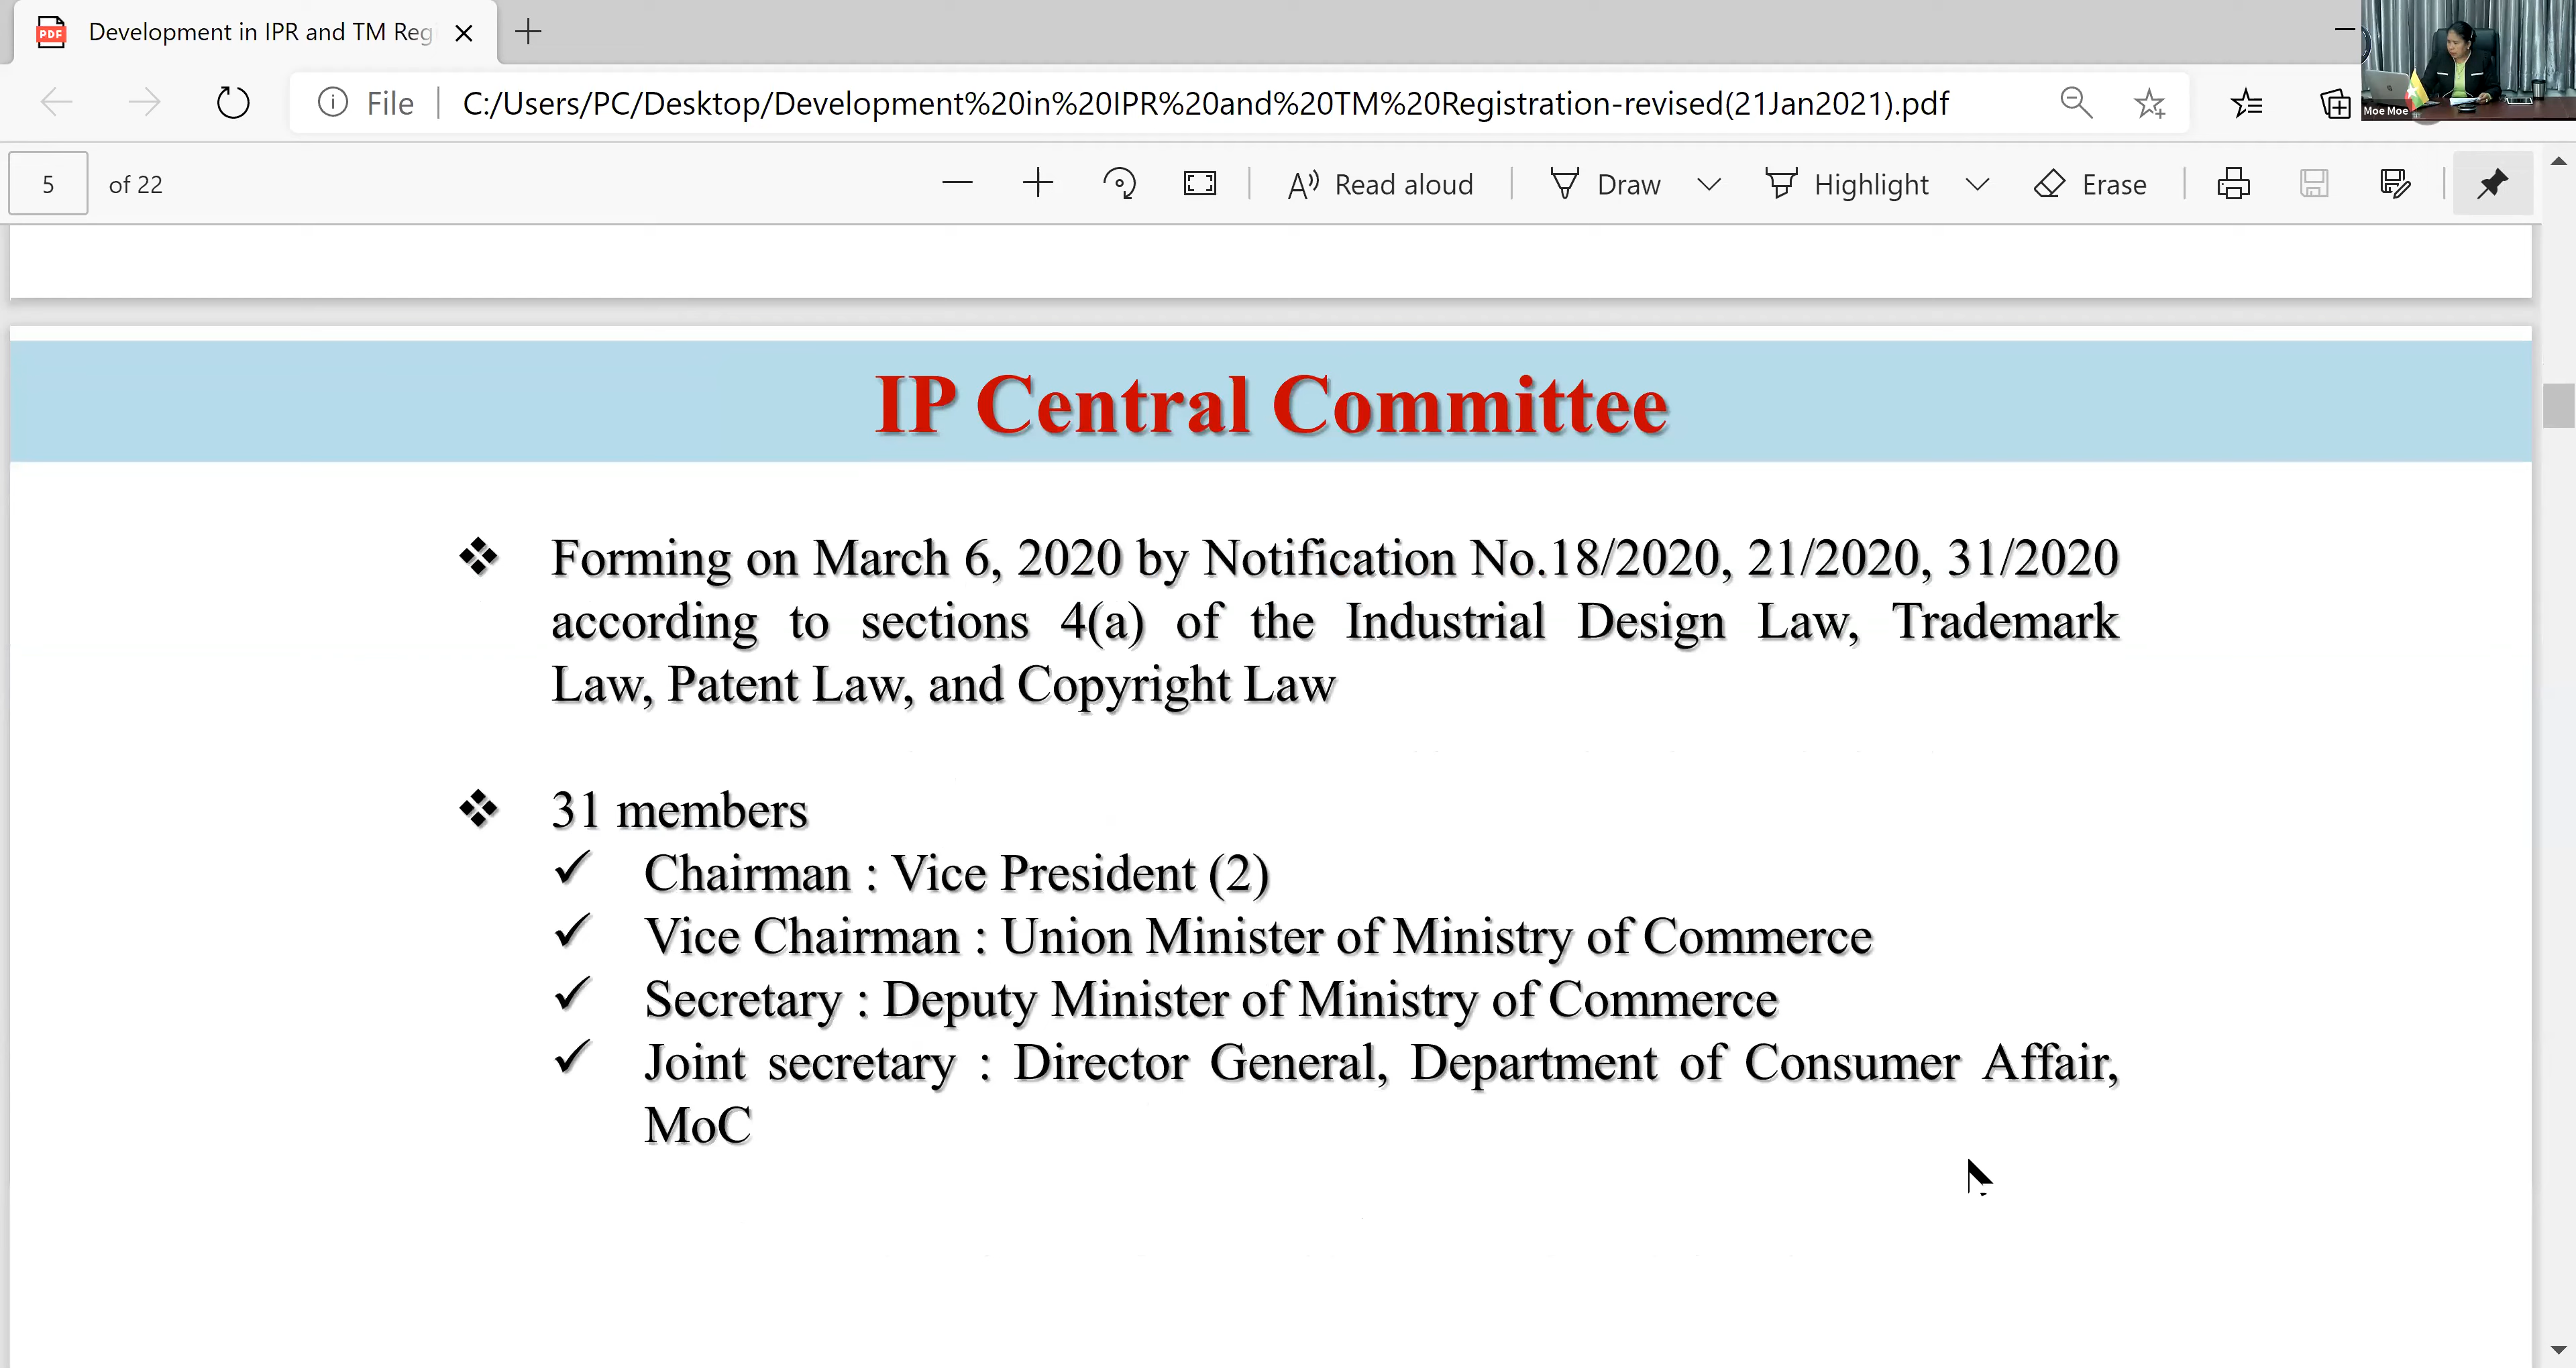 Development in IPR and TM Reg
File
C:/Users/PC/Desktop/Development%20in%20IPR%20and%20TM%20Registration-revised(21Jan2021).pdf
Moe Moe
5 of 22
Read aloud
Draw
Highlight
Erase
IP Central Committee
❖ Forming on March 6, 2020 by Notification No.18/2020, 21/2020, 31/2020
according to sections 4(a) of the Industrial Design Law, Trademark
Law, Patent Law, and Copyright Law
❖ 31 members
✓ Chairman : Vice President (2)
✓ Vice Chairman : Union Minister of Ministry of Commerce
✓ Secretary : Deputy Minister of Ministry of Commerce
✓ Joint secretary : Director General, Department of Consumer Affair,
MoC